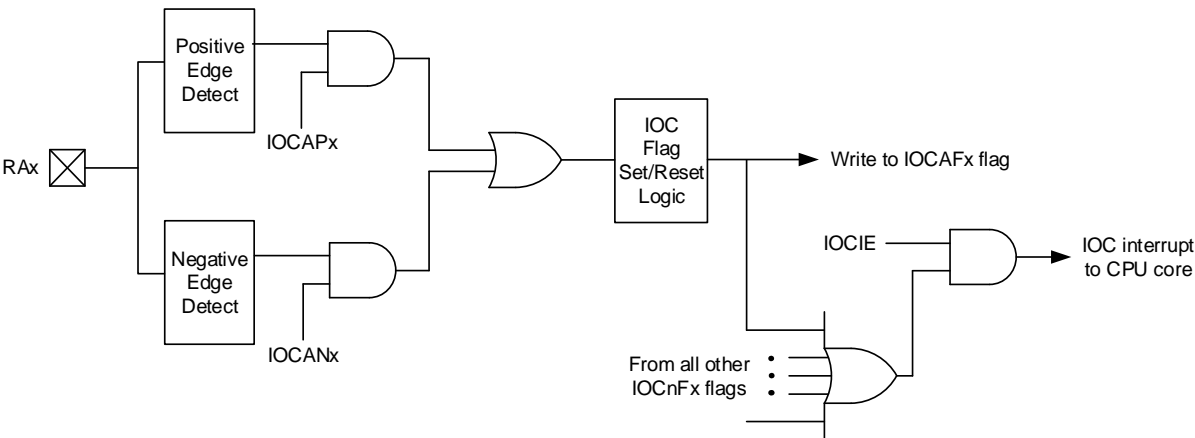 Positive
Edge
Detect
IOCAPx
RAx
Negative
Edge
Detect
IOCANx
IOC
Flag
Set/Reset
Logic
Write to IOCAFx flag
IOCIE
IOC interrupt
to CPU core
From all other
IOCnFx flags